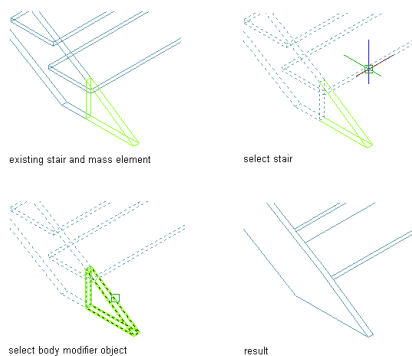 existing stair and mass element
select stair
select body modifier object
result